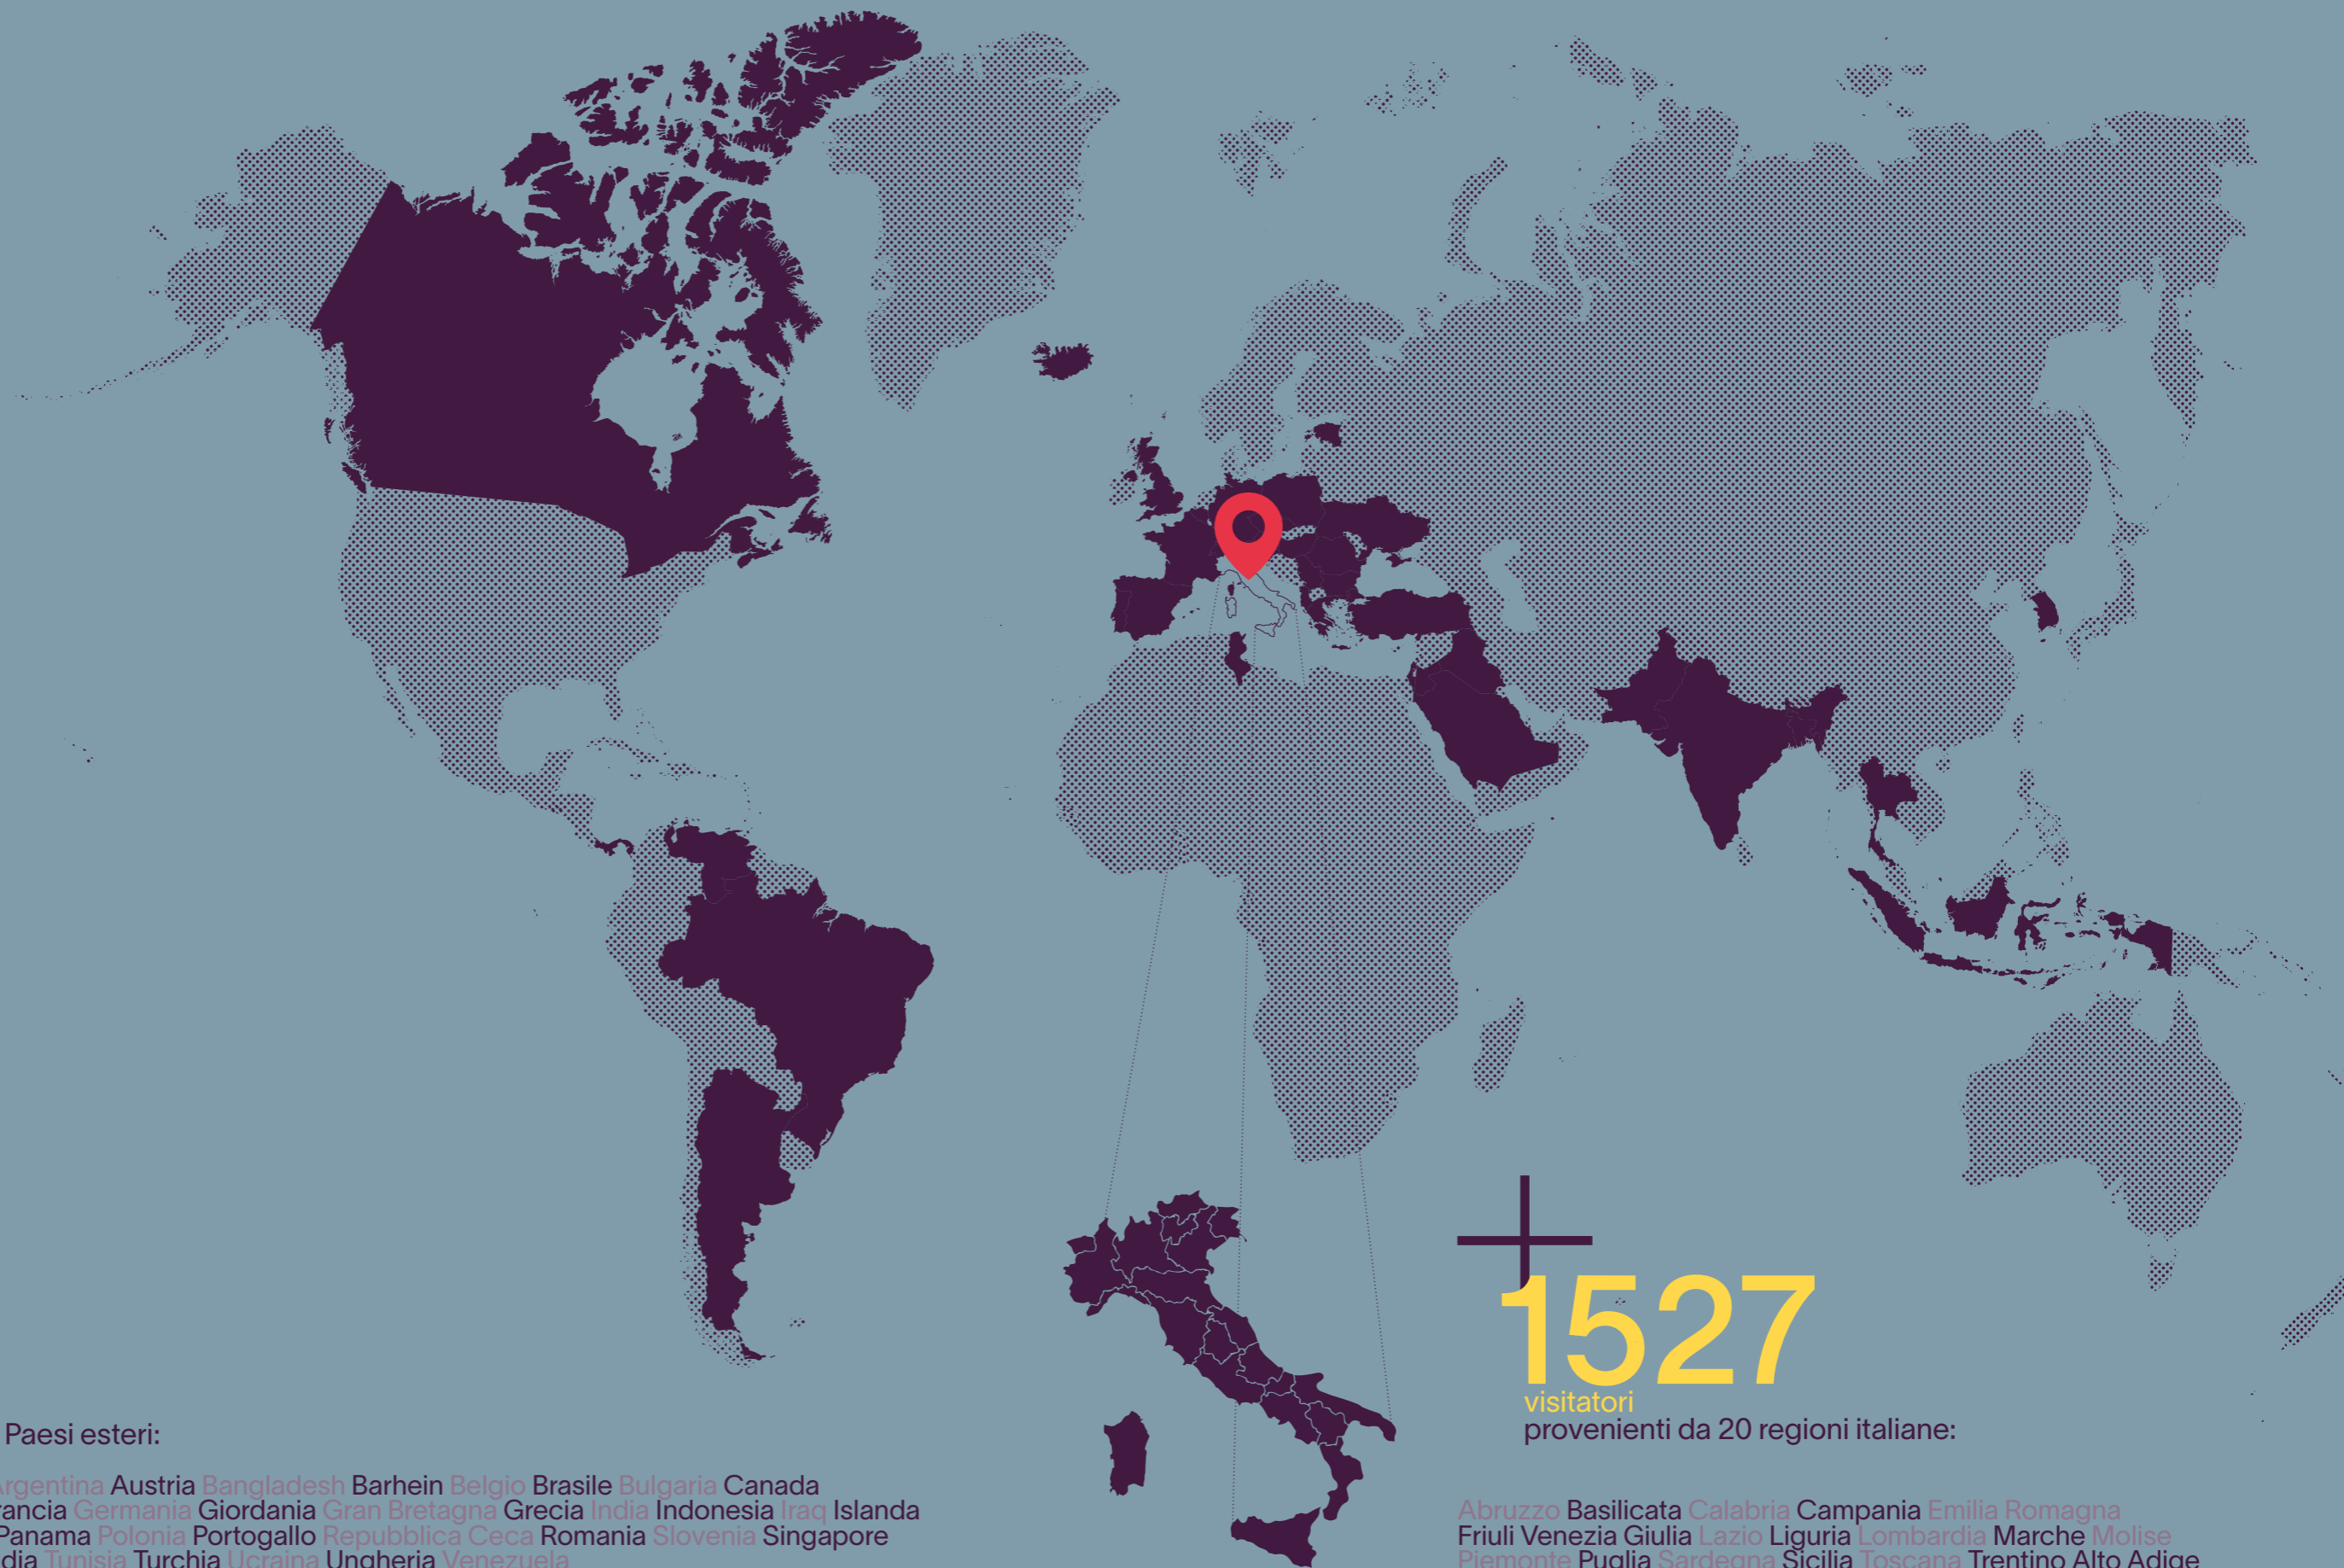 1527
visitatori
provenienti da 20 regioni italiane:
Paesi esteri:
Argentina Austria Bangladesh Barhein Belgio Brasile Bulgaria Canada
Germania Giordania Gran Bretagna Grecia India Indonesia Iraq Islanda
Panama Polonia Portogallo Repubblica Ceca Romania Slovenia Singapore
Tunisia Turchia Ucraina Ungheria Venezuela
Abruzzo Basilicata Calabria Campania Emilia Romagna
Friuli Venezia Giulia Lazio Liguria Lombardia Marche Molise
Piemonte Puglia Sardegna Sicilia Toscana Trentino Alto Adige